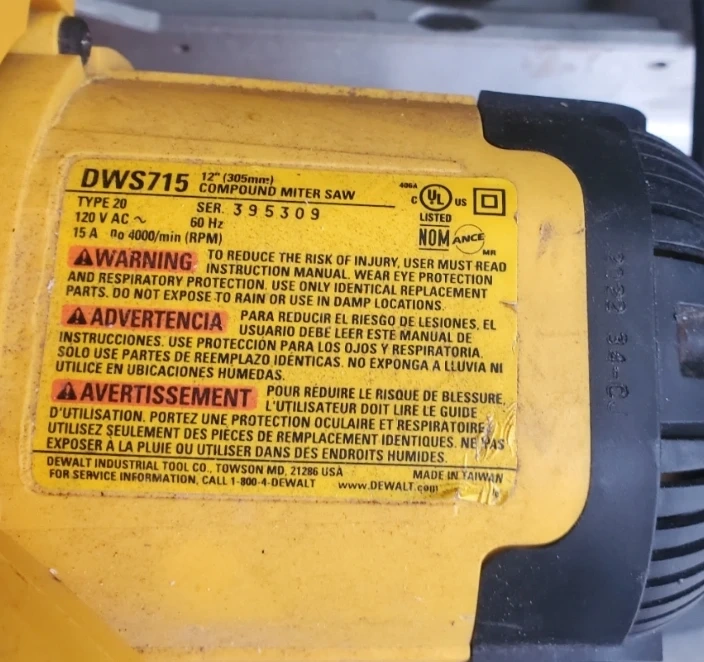 DWS715 12" (305mm)
COMPOUND MITER SAW
TYPE 20 SER. 395309
120 V AC ~ 60 Hz
15 A no 4000/min (RPM)
406A
C UL US
LISTED
NOM ANCE
MR
⚠WARNING TO REDUCE THE RISK OF INJURY, USER MUST READ
INSTRUCTION MANUAL. WEAR EYE PROTECTION
AND RESPIRATORY PROTECTION. USE ONLY IDENTICAL REPLACEMENT
PARTS. DO NOT EXPOSE TO RAIN OR USE IN DAMP LOCATIONS.
⚠ADVERTENCIA PARA REDUCIR EL RIESGO DE LESIONES, EL
USUARIO DEBE LEER ESTE MANUAL DE
INSTRUCCIONES. USE PROTECCIÓN PARA LOS OJOS Y RESPIRATORIA.
SOLO USE PARTES DE REEMPLAZO IDÉNTICAS. NO EXPONGA A LLUVIA NI
UTILICE EN UBICACIONES HÚMEDAS.
⚠AVERTISSEMENT POUR RÉDUIRE LE RISQUE DE BLESSURE,
L'UTILISATEUR DOIT LIRE LE GUIDE
D'UTILISATION. PORTEZ UNE PROTECTION OCULAIRE ET RESPIRATOIRE
UTILISEZ SEULEMENT DES PIECES DE REMPLACEMENT IDENTIQUES. NE PAS
EXPOSER À LA PLUIE OU UTILISER DANS DES ENDROITS HUMIDES.
DEWALT INDUSTRIAL TOOL CO., TOWSON MD, 21286 USA MADE IN TAIWAN
FOR SERVICE INFORMATION, CALL 1-800-4-DEWALT www.DEWALT.com